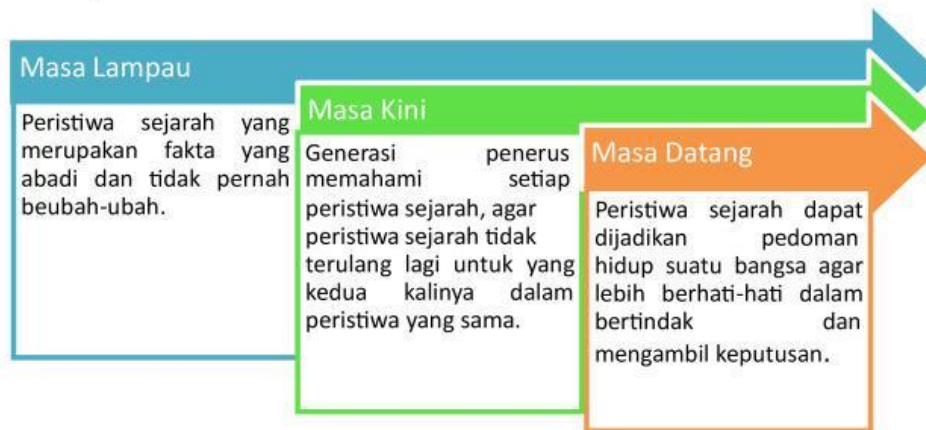 Masa Lampau
Peristiwa sejarah yang
merupakan fakta yang
abadi dan tidak pernah
beubah-ubah.
Masa Kini
Generasi penerus
memahami setiap
peristiwa sejarah, agar
peristiwa sejarah tidak
terulang lagi untuk yang
kedua kalinya dalam
peristiwa yang sama.
Masa Datang
Peristiwa sejarah dapat
dijadikan pedoman
hidup suatu bangsa agar
lebih berhati-hati dalam
bertindak dan
mengambil keputusan.